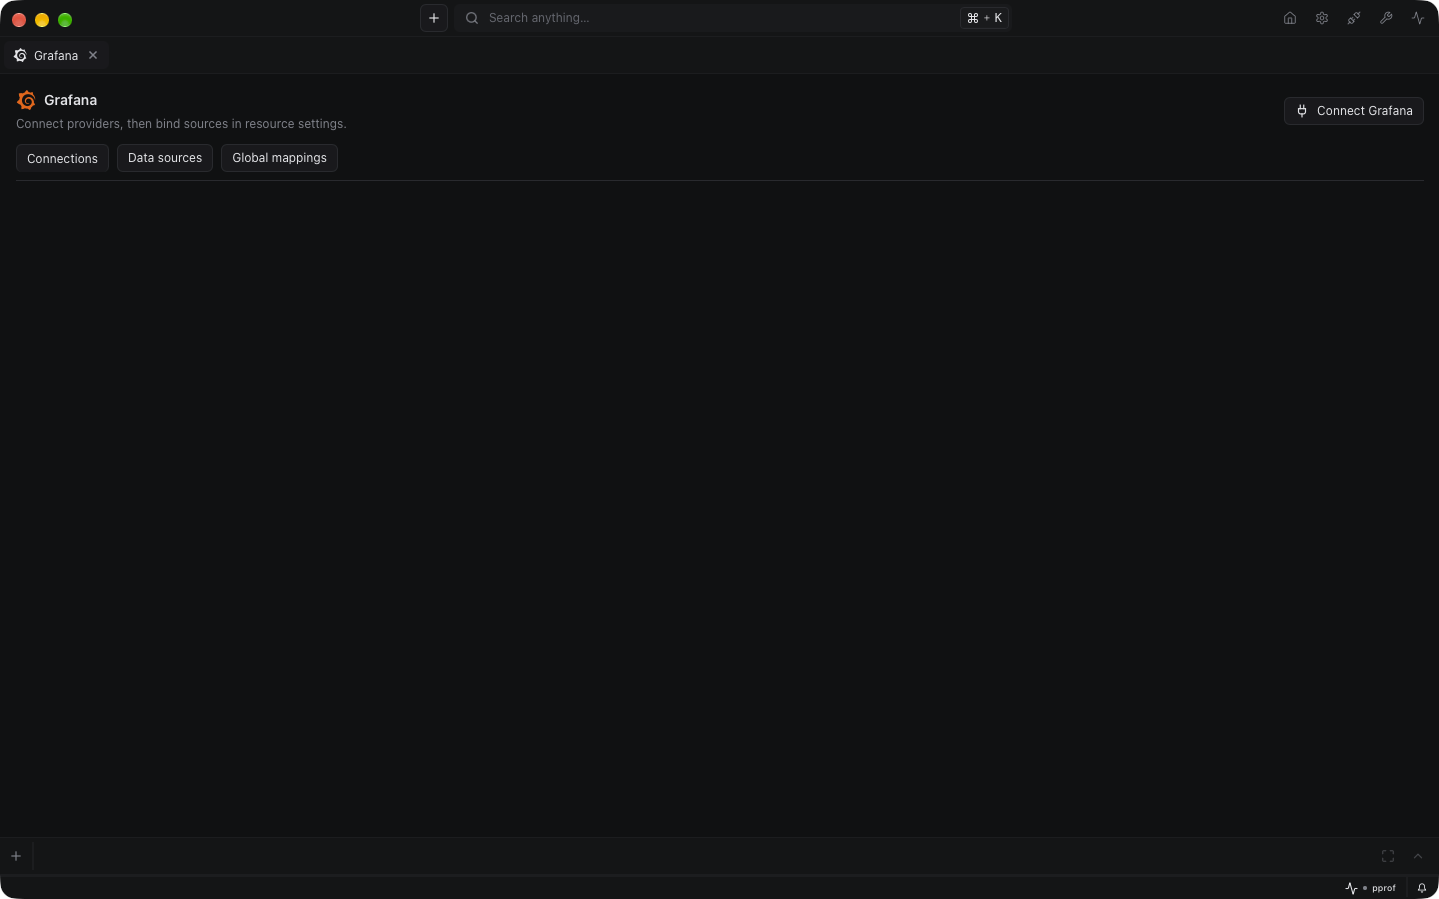 Search anything...
⌘ + K
Grafana
Grafana
Connect providers, then bind sources in resource settings.
Connect Grafana
Connections
Data sources
Global mappings
pprof